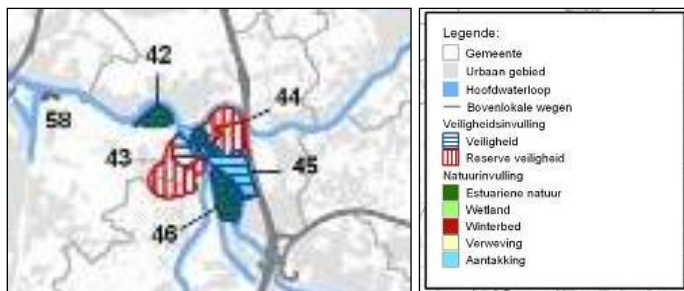 42
44
58
43
45
46
Legende:
Gemeente
Urbaan gebied
Hoofdwaterloop
Bovenlokale wegen
Veiligheidsinvulling
Veiligheid
Reserve veiligheid
Natuurinvulling
Estuariene natuur
Wetland
Winterbed
Verweving
Aantakking